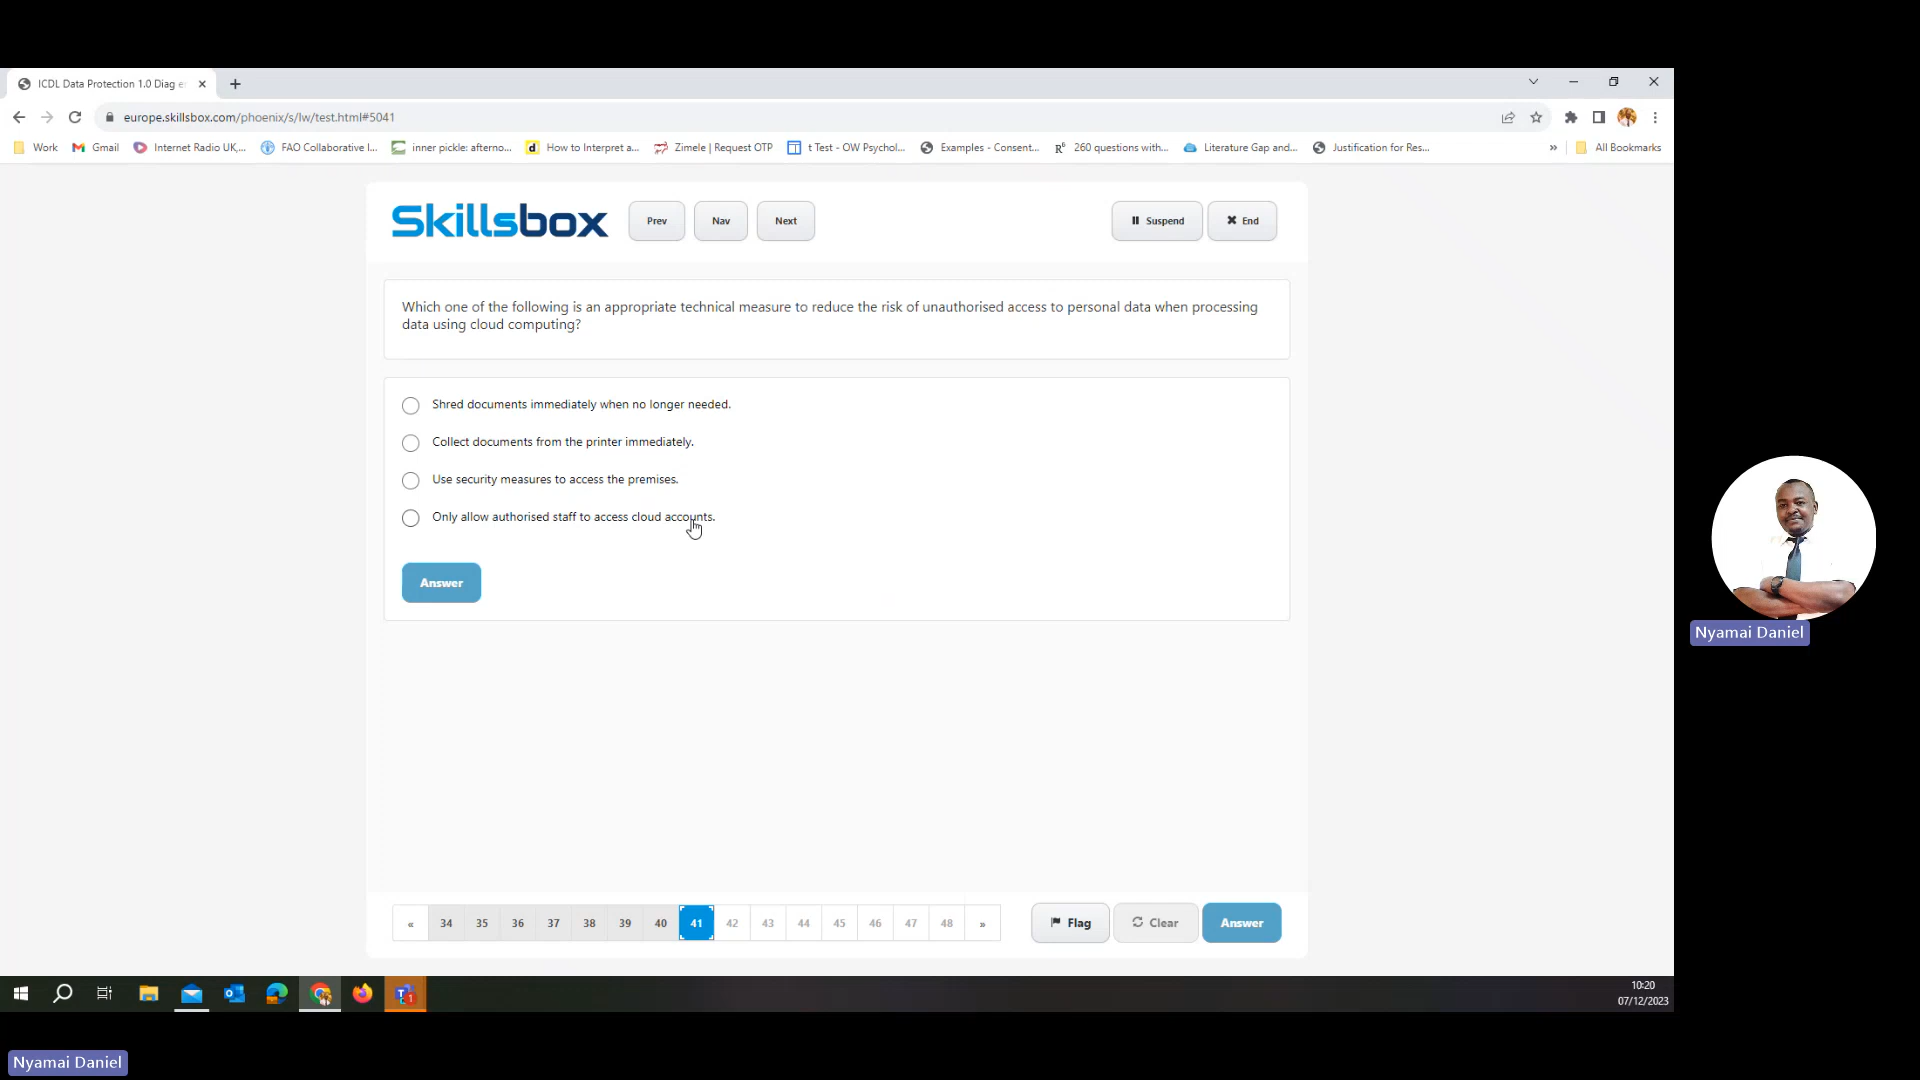 ICDL Data Protection 1.0 Diag e
europe.skillsbox.com/phoenix/s/lw/test.html#5041
Work
Gmail
Internet Radio UK,...
FAO Collaborative I...
inner pickle: afterno...
How to Interpret a...
Zimele | Request OTP
t Test - OW Psychol...
Examples - Consent...
260 questions with...
Literature Gap and...
Justification for Res...
»
All Bookmarks
Skillsbox
Prev
Nav
Next
Suspend
End
Which one of the following is an appropriate technical measure to reduce the risk of unauthorised access to personal data when processing
data using cloud computing?
Shred documents immediately when no longer needed.
Collect documents from the printer immediately.
Use security measures to access the premises.
Only allow authorised staff to access cloud accounts.
Answer
« 34 35 36 37 38 39 40 41 42 43 44 45 46 47 48 »
Flag
Clear
Answer
10:20
07/12/2023
Nyamai Daniel
Nyamai Daniel